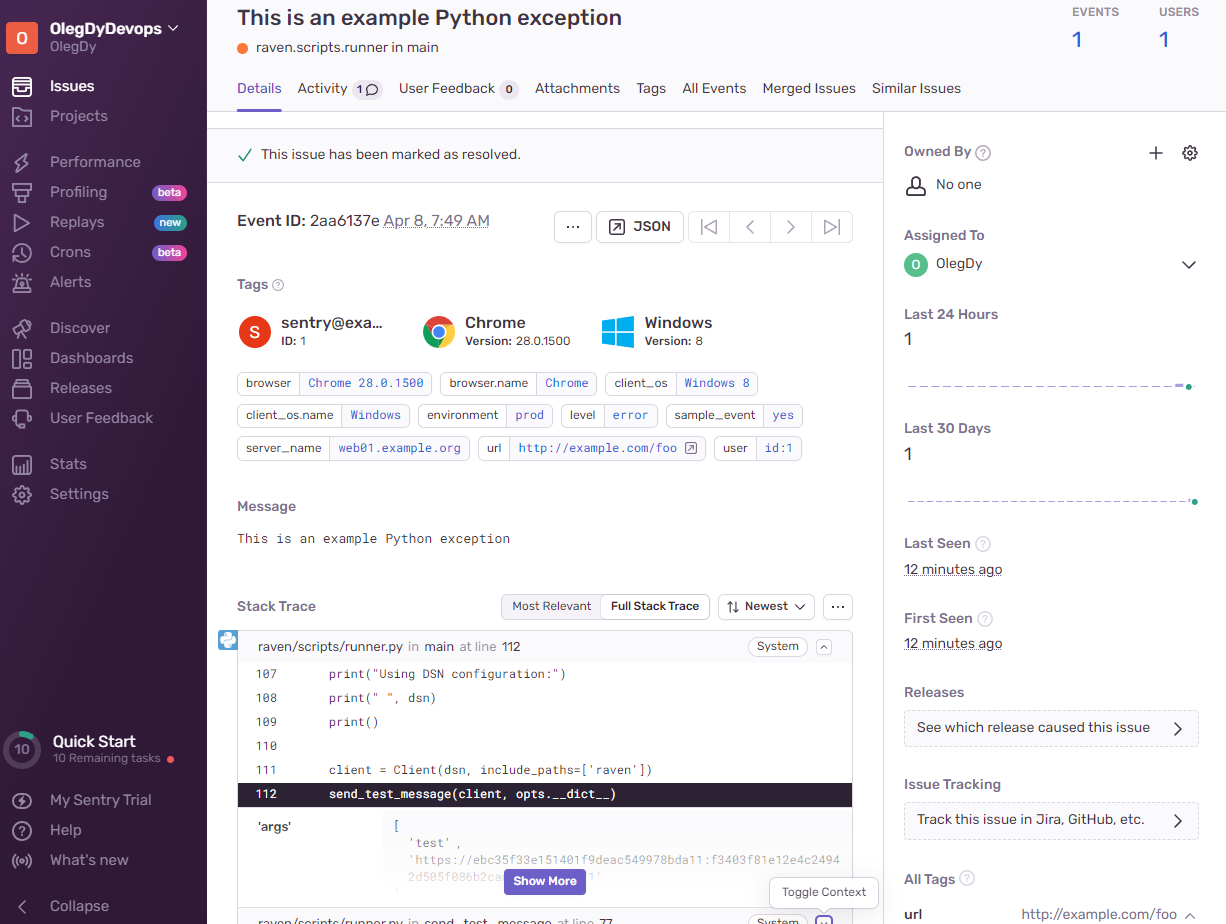 O
OlegDyDevops
OlegDy
Issues
Projects
Performance
Profiling beta
Replays new
Crons beta
Alerts
Discover
Dashboards
Releases
User Feedback
Stats
Settings
10
Quick Start
10 Remaining tasks
My Sentry Trial
Help
What's new
Collapse
This is an example Python exception
raven.scripts.runner in main
EVENTS
1
USERS
1
Details Activity 1 User Feedback 0 Attachments Tags All Events Merged Issues Similar Issues
This issue has been marked as resolved.
Event ID: 2aa6137e Apr 8, 7:49 AM
... JSON
Tags ?
S
sentry@exa...
ID: 1
Chrome
Version: 28.0.1500
Windows
Version: 8
browser Chrome 28.0.1500 browser.name Chrome client_os Windows 8
client_os.name Windows environment prod level error sample_event yes
server_name web01.example.org url http://example.com/foo user id:1
Message
This is an example Python exception
Stack Trace
Most Relevant Full Stack Trace Newest ...
raven/scripts/runner.py in main at line 112 System
107 print("Using DSN configuration:")
108 print(" ", dsn)
109 print()
110
111 client = Client(dsn, include_paths=['raven'])
112 send_test_message(client, opts.__dict__)
'args' [
'test' ,
'https://ebc35f33e151401f9deac549978bda11:f3403f81e12e4c2494
2d505f086b2ca
Show More
Toggle Context
raven/scripts/runner.py in send_test_message at line 77 System
Owned By ?
No one
Assigned To
O OlegDy
Last 24 Hours
1
Last 30 Days
1
Last Seen ?
12 minutes ago
First Seen ?
12 minutes ago
Releases
See which release caused this issue
Issue Tracking
Track this issue in Jira, GitHub, etc.
All Tags ?
url http://example.com/foo